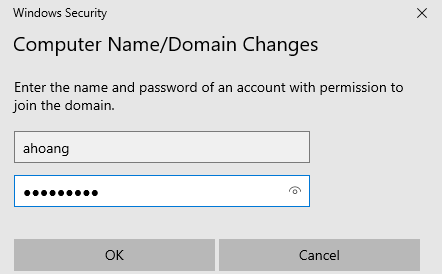 Windows Security
Computer Name/Domain Changes
Enter the name and password of an account with permission to
join the domain.
ahoang
●●●●●●●●●
OK
Cancel